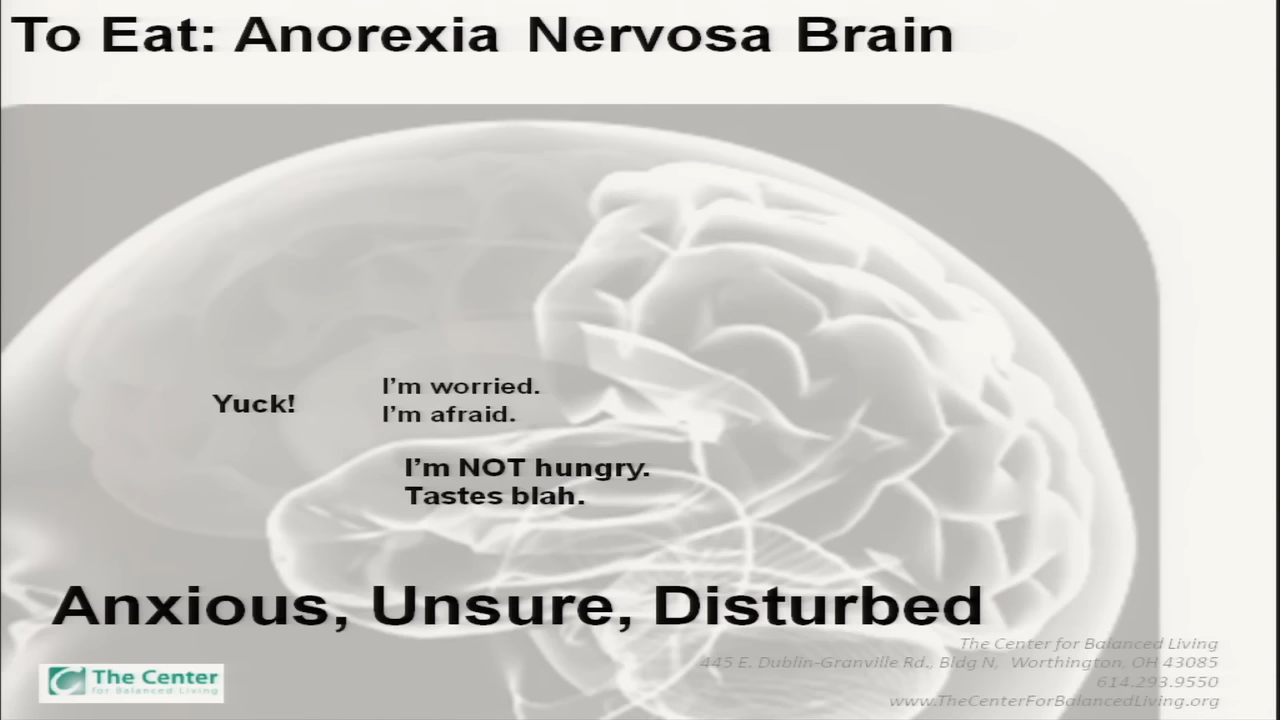 To Eat: Anorexia Nervosa Brain
Yuck!
I'm worried.
I'm afraid.
I'm NOT hungry.
Tastes blah.
Anxious, Unsure, Disturbed
The Center
for Balanced Living
The Center for Balanced Living
445 E. Dublin-Granville Rd., Bldg N, Worthington, OH 43085
614.293.9550
www.TheCenterForBalancedLiving.org